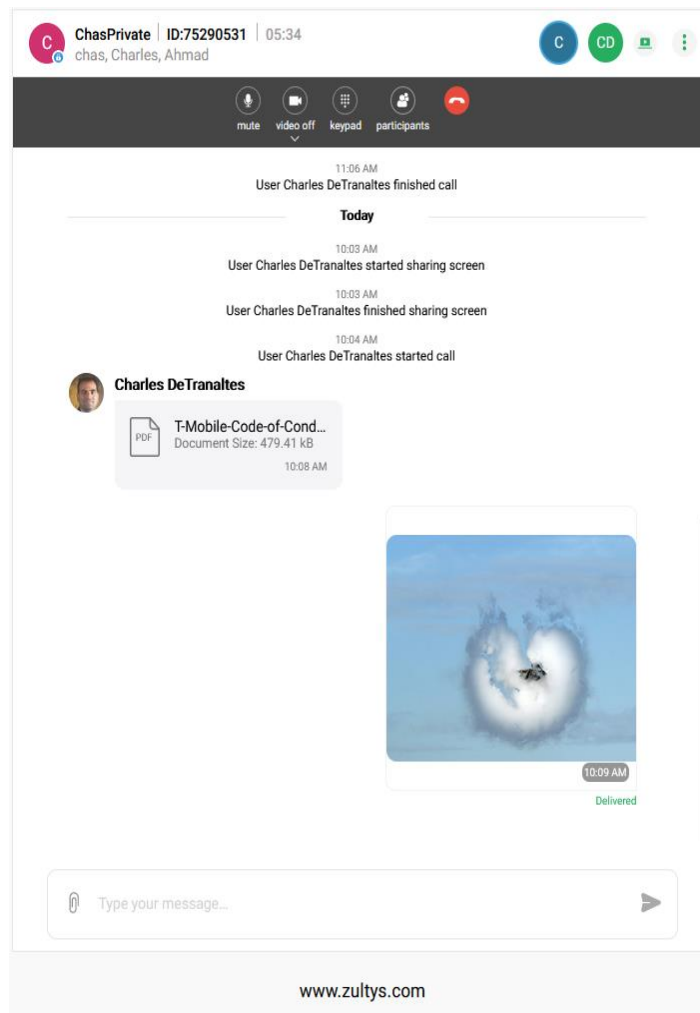 C ChasPrivate ID:75290531 05:34 C CD
chas, Charles, Ahmad
mute video off keypad participants
11:06 AM
User Charles DeTranaltes finished call
Today
10:03 AM
User Charles DeTranaltes started sharing screen
10:03 AM
User Charles DeTranaltes finished sharing screen
10:04 AM
User Charles DeTranaltes started call
Charles DeTranaltes
PDF T-Mobile-Code-of-Cond...
Document Size: 479.41 kB
10:08 AM
10:09 AM
Delivered
Type your message...
www.zultys.com